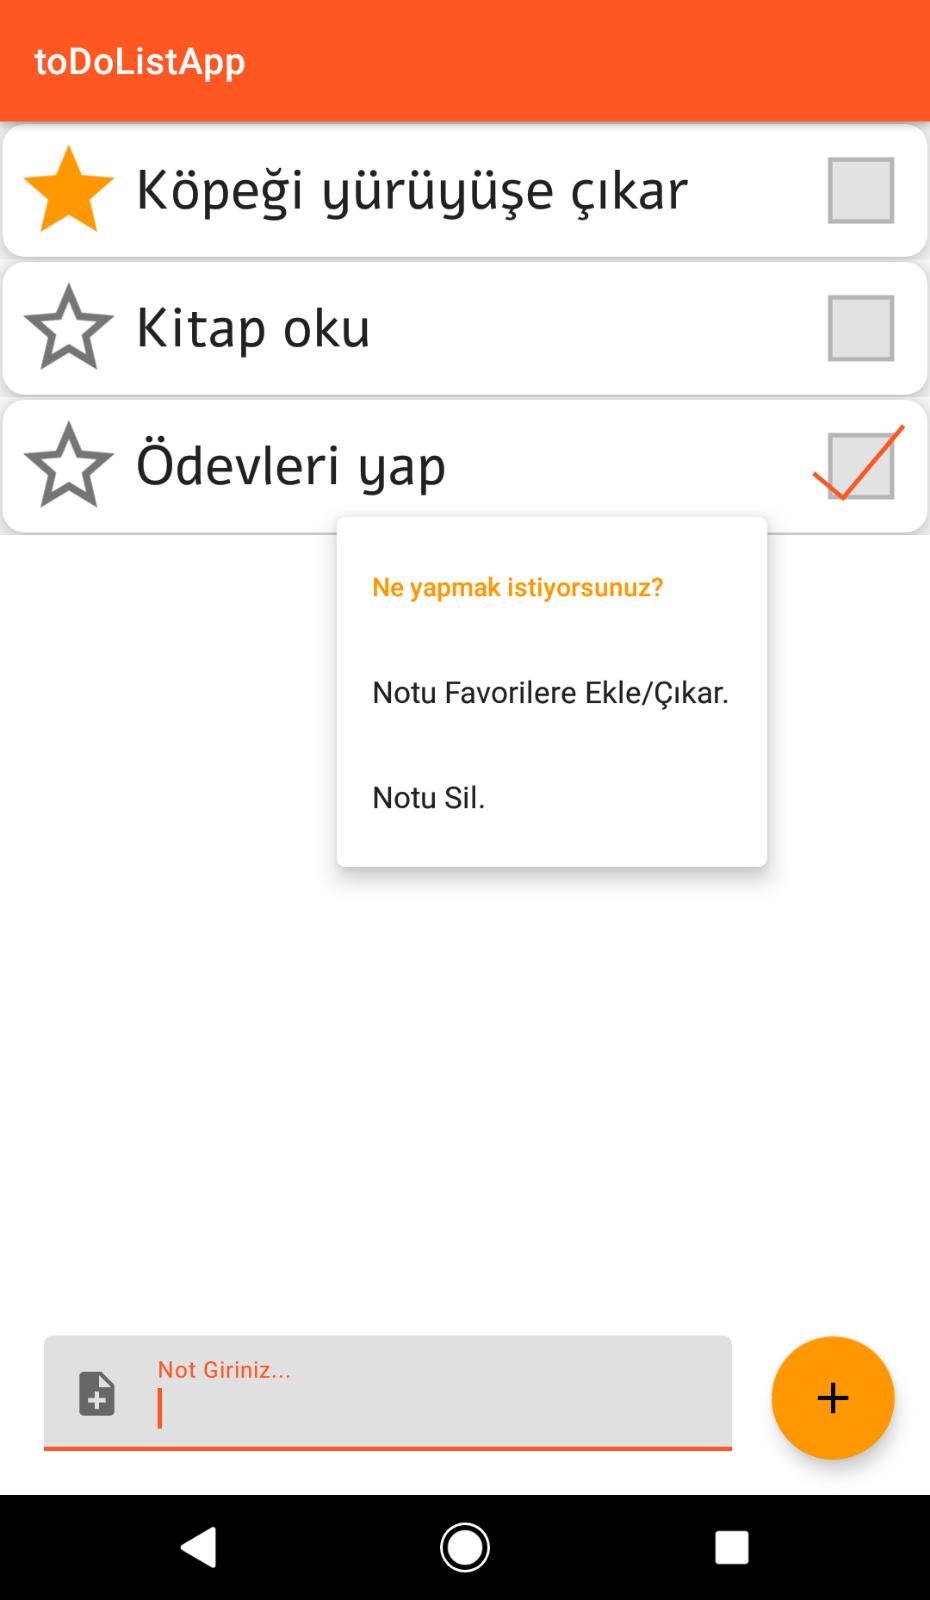 toDoListApp
Köpeği yürüyüşe çıkar
Kitap oku
Ödevleri yap
Ne yapmak istiyorsunuz?
Notu Favorilere Ekle/Çıkar.
Notu Sil.
Not Giriniz...